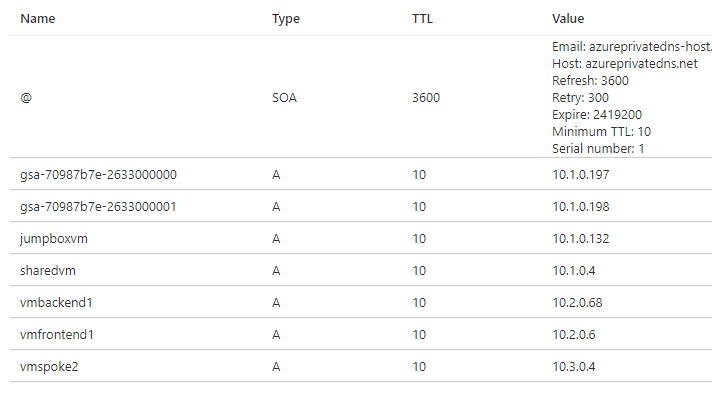 Name Type TTL Value
Email: azureprivatedns-host.
Host: azureprivatedns.net
Refresh: 3600
@ SOA 3600 Retry: 300
Expire: 2419200
Minimum TTL: 10
Serial number: 1
gsa-70987b7e-2633000000 A 10 10.1.0.197
gsa-70987b7e-2633000001 A 10 10.1.0.198
jumpboxvm A 10 10.1.0.132
sharedvm A 10 10.1.0.4
vmbackend1 A 10 10.2.0.68
vmfrontend1 A 10 10.2.0.6
vmspoke2 A 10 10.3.0.4